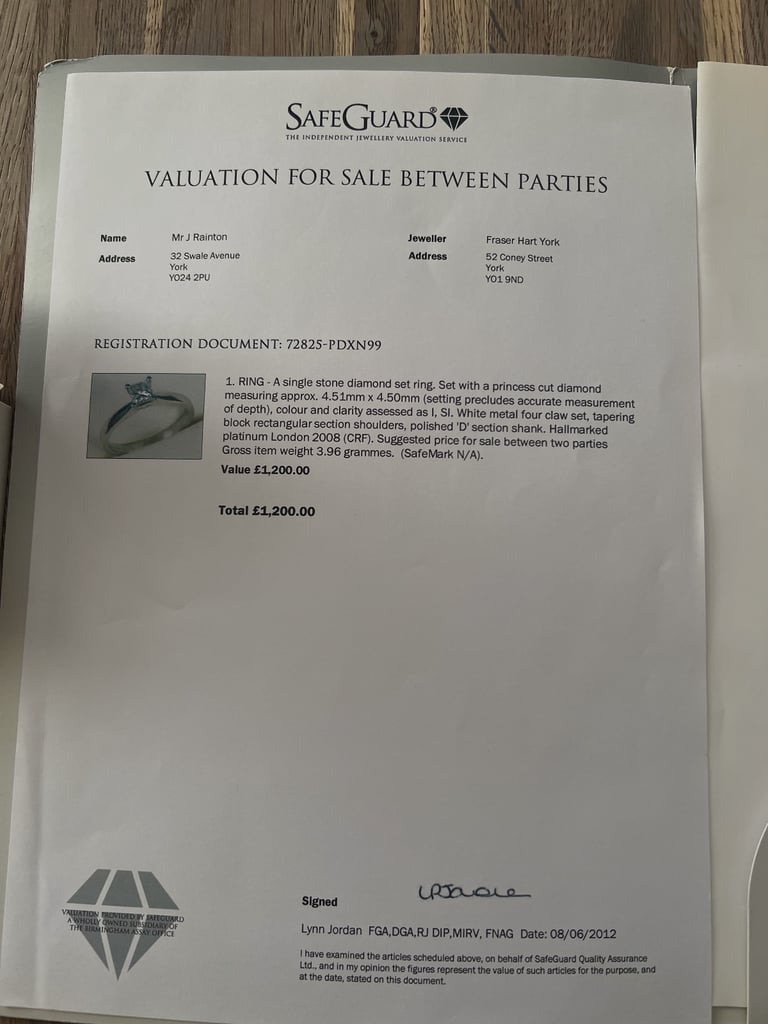 SAFEGUARD®
THE INDEPENDENT JEWELLERY VALUATION SERVICE
VALUATION FOR SALE BETWEEN PARTIES
Name Mr J Rainton
Address 32 Swale Avenue
York
YO24 2PU
Jeweller Fraser Hart York
Address 52 Coney Street
York
YO1 9ND
REGISTRATION DOCUMENT: 72825-PDXN99
1. RING - A single stone diamond set ring. Set with a princess cut diamond
measuring approx. 4.51mm x 4.50mm (setting precludes accurate measurement
of depth), colour and clarity assessed as I, SI. White metal four claw set, tapering
block rectangular section shoulders, polished 'D' section shank. Hallmarked
platinum London 2008 (CRF). Suggested price for sale between two parties
Gross item weight 3.96 grammes. (SafeMark N/A).
Value £1,200.00
Total £1,200.00
VALUATION PROVIDED BY SAFEGUARD
A WHOLLY OWNED SUBSIDIARY OF
THE BIRMINGHAM ASSAY OFFICE
Signed
Lynn Jordan FGA,DGA,RJ DIP,MIRV, FNAG Date: 08/06/2012
I have examined the articles scheduled above, on behalf of SafeGuard Quality Assurance
Ltd., and in my opinion the figures represent the value of such articles for the purpose, and
at the date, stated on this document.